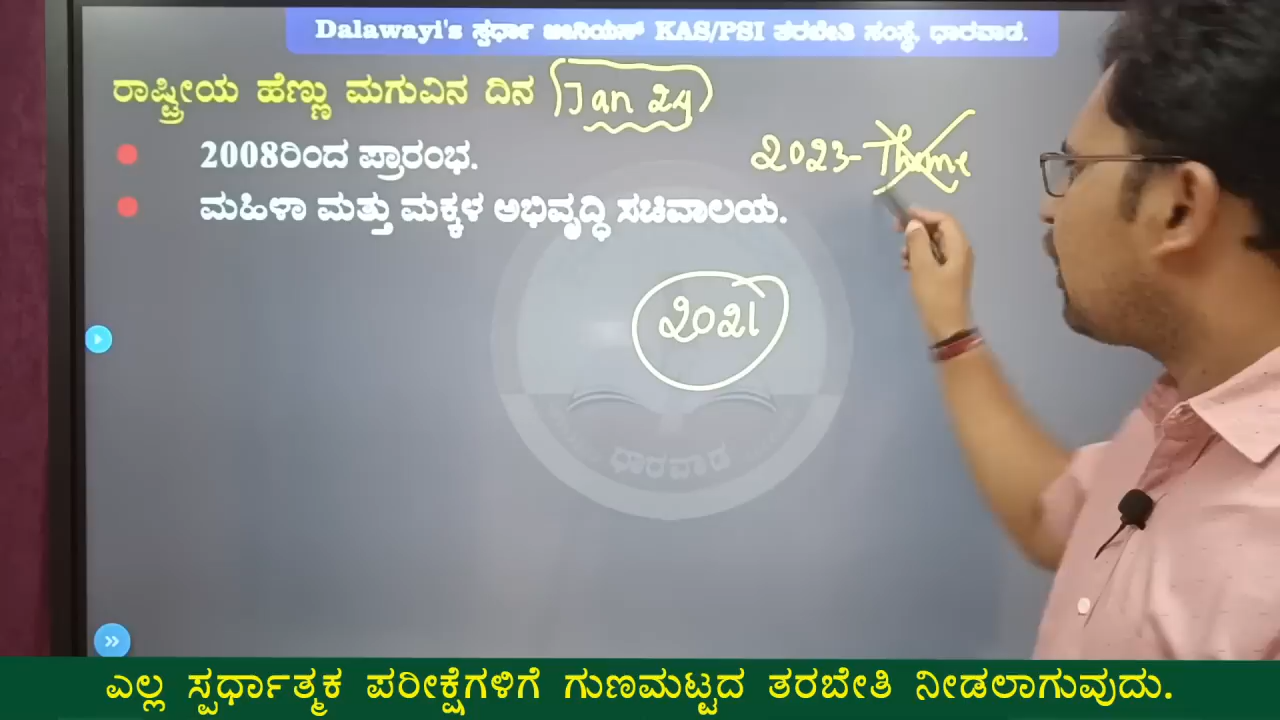 Dalawayi's ಸ್ಪರ್ಧಾ ಜೀನಿಯಸ್ KAS/PSI ತರಬೇತಿ ಸಂಸ್ಥೆ, ಧಾರವಾಡ.
ರಾಷ್ಟ್ರೀಯ ಹೆಣ್ಣು ಮಗುವಿನ ದಿನ (Jan 24)
2008ರಿಂದ ಪ್ರಾರಂಭ.
2023-Theme
ಮಹಿಳಾ ಮತ್ತು ಮಕ್ಕಳ ಅಭಿವೃದ್ಧಿ ಸಚಿವಾಲಯ.
2021
ಧಾರವಾಡ
ಎಲ್ಲ ಸ್ಪರ್ಧಾತ್ಮಕ ಪರೀಕ್ಷೆಗಳಿಗೆ ಗುಣಮಟ್ಟದ ತರಬೇತಿ ನೀಡಲಾಗುವುದು.